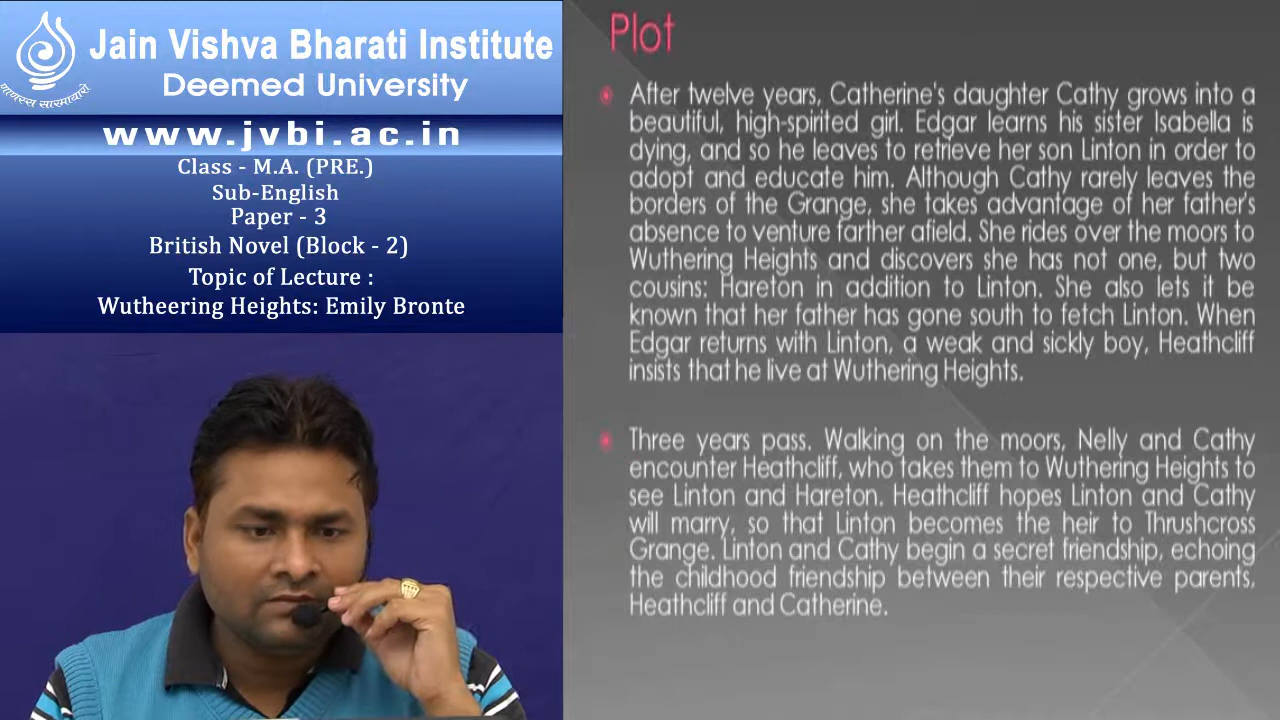 Jain Vishva Bharati Institute
Deemed University
णाणस्स सारमायारो
www.jvbi.ac.in
Class - M.A. (PRE.)
Sub-English
Paper - 3
British Novel (Block - 2)
Topic of Lecture :
Wutheering Heights: Emily Bronte
Plot
After twelve years, Catherine's daughter Cathy grows into a
beautiful, high-spirited girl. Edgar learns his sister Isabella is
dying, and so he leaves to retrieve her son Linton in order to
adopt and educate him. Although Cathy rarely leaves the
borders of the Grange, she takes advantage of her father's
absence to venture farther afield. She rides over the moors to
Wuthering Heights and discovers she has not one, but two
cousins: Hareton in addition to Linton. She also lets it be
known that her father has gone south to fetch Linton. When
Edgar returns with Linton, a weak and sickly boy, Heathcliff
insists that he live at Wuthering Heights.
Three years pass. Walking on the moors, Nelly and Cathy
encounter Heathcliff, who takes them to Wuthering Heights to
see Linton and Hareton. Heathcliff hopes Linton and Cathy
will marry, so that Linton becomes the heir to Thrushcross
Grange. Linton and Cathy begin a secret friendship, echoing
the childhood friendship between their respective parents,
Heathcliff and Catherine.